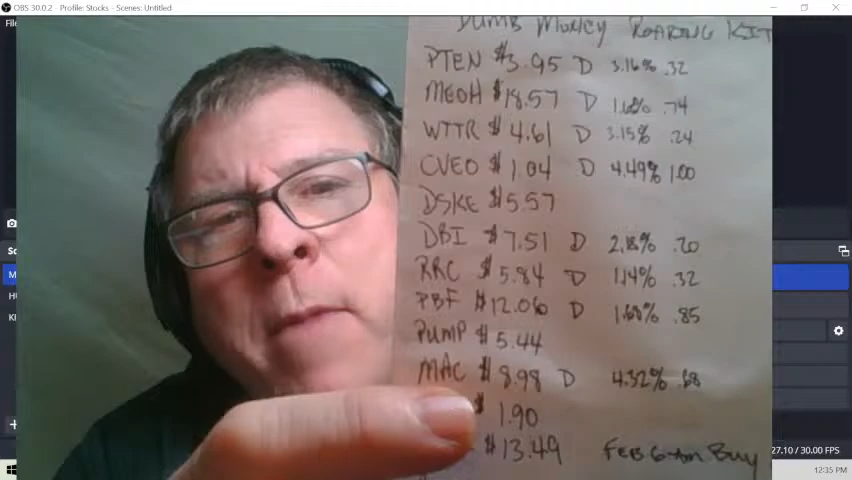 OBS 30.0.2 - Profile: Stocks - Scenes: Untitled
DUMB MONEY ROARING KIT
PTEN $3.95 D 3.16% .32
MEOH $18.57 D 1.62% .74
WTTR $4.61 D 3.15% .24
CVEO $1.04 D 4.49% 1.00
DSKE $5.57
DBI $7.51 D 2.18% .20
RRC $5.84 D 1.14% .32
PBF $12.06 D 1.68% .85
PUMP $5.44
MAC $8.98 D 4.32% .68
$1.90
$13.49 FEB 6 Buy
27.10 / 30.00 FPS
12:35 PM